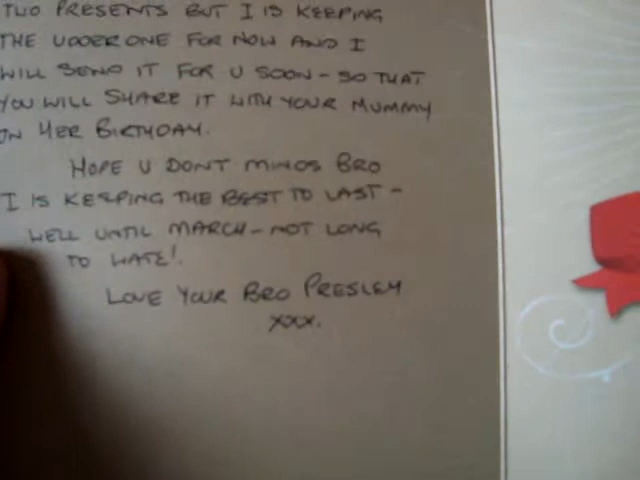 TWO PRESENTS BUT I IS KEEPING
THE UDDER ONE FOR NOW AND I
WILL SEND IT FOR U SOON - SO THAT
YOU WILL SHARE IT WITH YOUR MUMMY
ON HER BIRTHDAY.
HOPE U DONT MINDS BRO
I IS KEEPING THE BEST TO LAST -
WELL UNTIL MARCH - NOT LONG
TO WATE!
LOVE YOUR BRO PRESLEY
xxx.